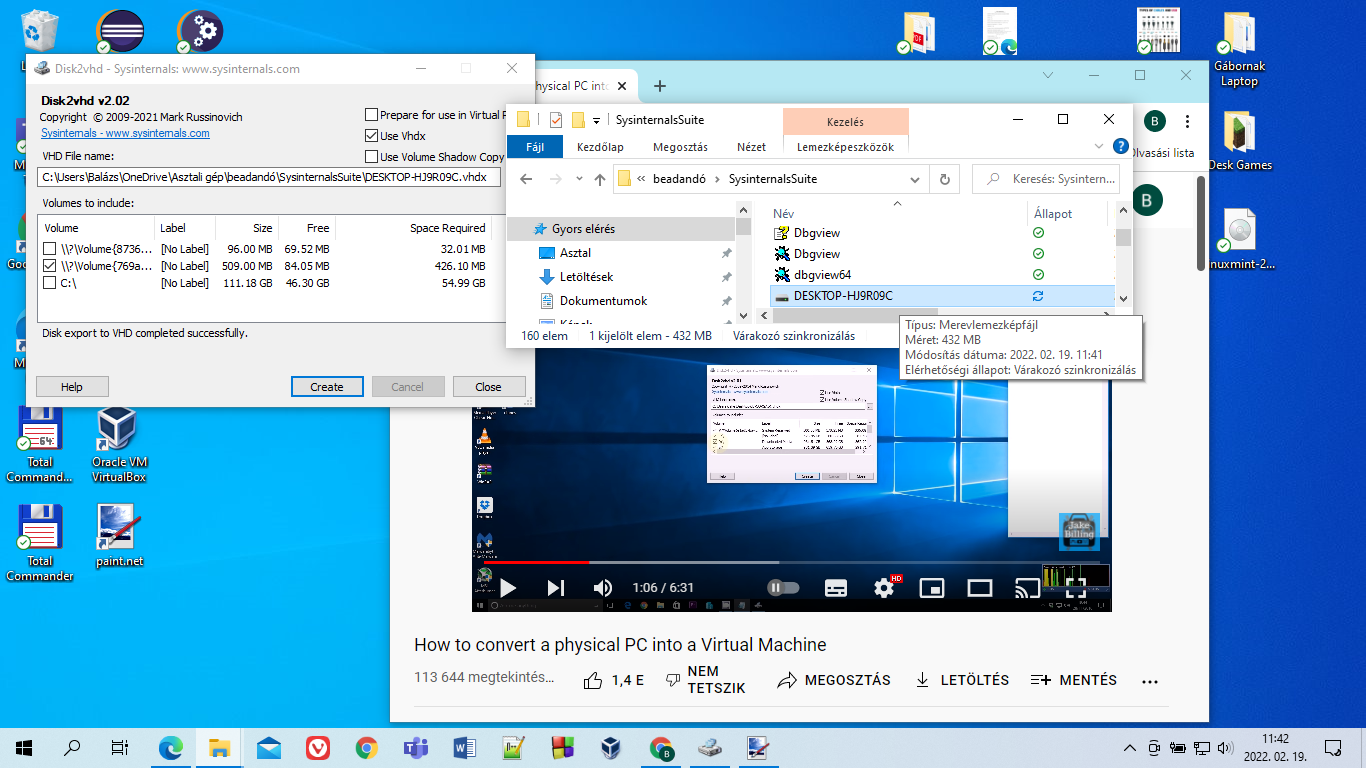 Gábornak
Laptop
Desk Games
nuxmint-2...
Total
Command...
Oracle VM
VirtualBox
Total
Commander
paint.net
Disk2vhd - Sysinternals: www.sysinternals.com
Disk2vhd v2.02
Copyright © 2009-2021 Mark Russinovich
Sysinternals - www.sysinternals.com
Prepare for use in Virtual P
Use Vhdx
Use Volume Shadow Copy
VHD File name:
C:\Users\Balázs\OneDrive\Asztali gép\beadandó\SysinternalsSuite\DESKTOP-HJ9R09C.vhdx
Volumes to include:
Volume Label Size Free Space Required
\\?\Volume{8736... [No Label] 96.00 MB 69.52 MB 32.01 MB
\\?\Volume{769a... [No Label] 509.00 MB 84.05 MB 426.10 MB
C:\ [No Label] 111.18 GB 46.30 GB 54.99 GB
Disk export to VHD completed successfully.
Help Create Cancel Close
hysical PC into
B
Olvasási lista
B
SysinternalsSuite
Kezelés
Fájl Kezdőlap Megosztás Nézet Lemezképeszközök
beadandó SysinternalsSuite
Keresés: Sysintern...
Gyors elérés
Asztal
Letöltések
Dokumentumok
Név Állapot
Dbgview
Dbgview
dbgview64
DESKTOP-HJ9R09C
160 elem 1 kijelölt elem - 432 MB Várakozó szinkronizálás
Típus: Merevlemezképfájl
Méret: 432 MB
Módosítás dátuma: 2022. 02. 19. 11:41
Elérhetőségi állapot: Várakozó szinkronizálás
Jake
Billing
1:06 / 6:31
HD
How to convert a physical PC into a Virtual Machine
113 644 megtekintés...
1,4 E
NEM
TETSZIK
MEGOSZTÁS
LETÖLTÉS
MENTÉS
11:42
2022. 02. 19.